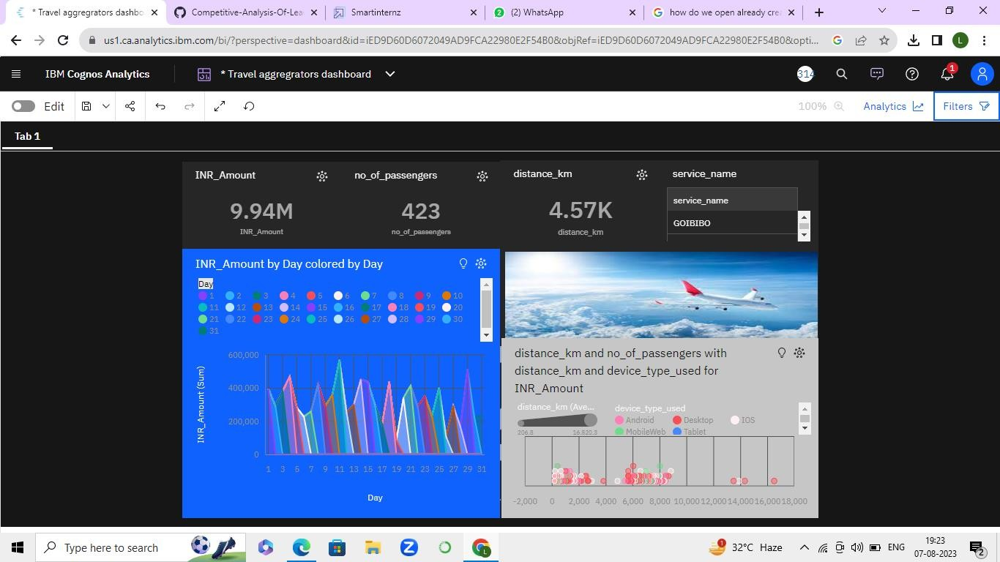 * Travel aggregrators dashboa
Competitive-Analysis-Of-Lea
Smartinternz
(2) WhatsApp
how do we open already crea
us1.ca.analytics.ibm.com/bi/?perspective=dashboard&id=iED9D60D6072049AD9FCA22980E2F54B0&objRef=iED9D60D6072049AD9FCA22980E2F54B0&opti...
L
IBM Cognos Analytics
* Travel aggregrators dashboard
314
1
Edit
100%
Analytics
Filters
Tab 1
INR_Amount
9.94M
INR_Amount
no_of_passengers
423
no_of_passengers
distance_km
4.57K
distance_km
service_name
service_name
GOIBIBO
INR_Amount by Day colored by Day
Day
1 2 3 4 5 6 7 8 9 10
11 12 13 14 15 16 17 18 19 20
21 22 23 24 25 26 27 28 29 30
31
INR_Amount (Sum)
600,000
400,000
200,000
0
1 3 5 7 9 11 13 15 17 19 21 23 25 27 29 31
Day
distance_km and no_of_passengers with
distance_km and device_type_used for
INR_Amount
distance_km (Ave...
206.8 16,520.3
device_type_used
Android Desktop IOS
MobileWeb Tablet
-2,000 0 2,000 4,000 6,000 8,000 10,000 12,000 14,000 16,000 18,000
Type here to search
Z
L
1
32°C Haze
ENG
19:23
07-08-2023
2